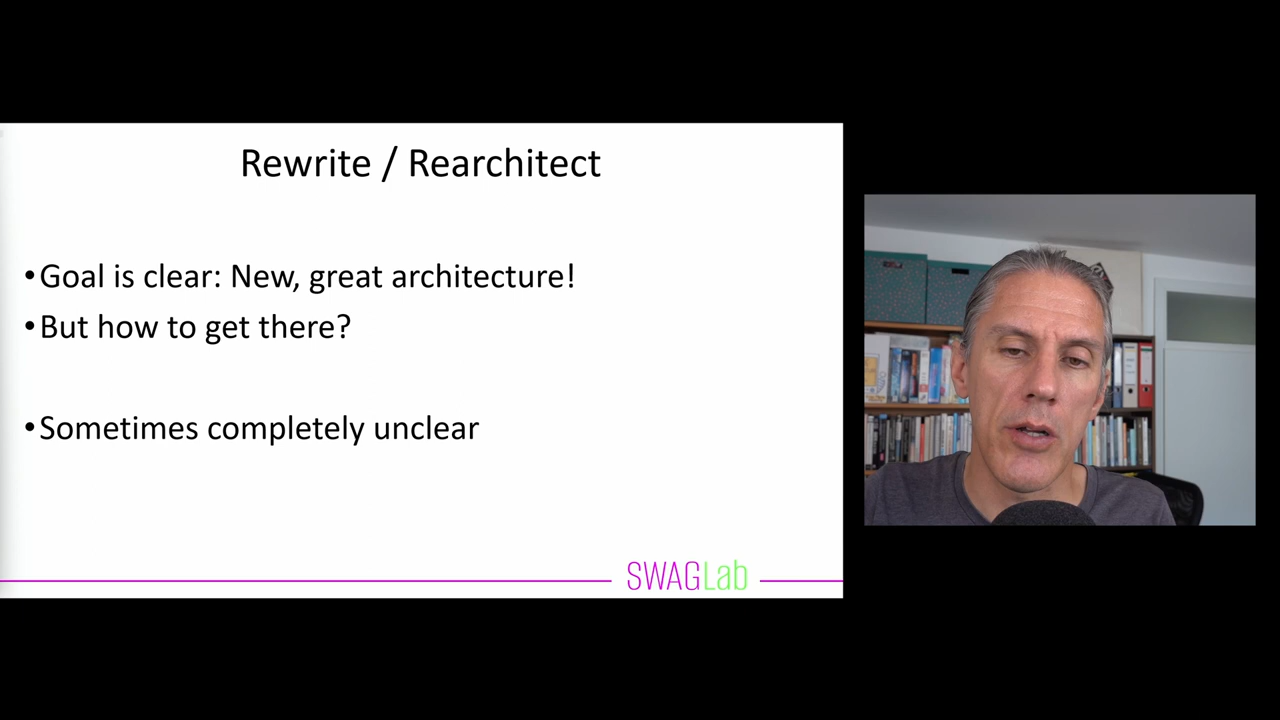 Rewrite / Rearchitect
•Goal is clear: New, great architecture!
•But how to get there?
•Sometimes completely unclear
SWAGLab